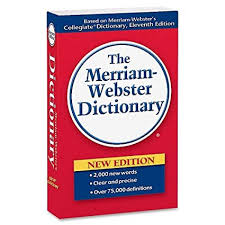 Based on Merriam-Webster's
Collegiate® Dictionary, Eleventh Edition
The
Merriam-
Webster
Dictionary
NEW EDITION
• 2,000 new words
• Clear and precise
• Over 75,000 definitions
Dictionary